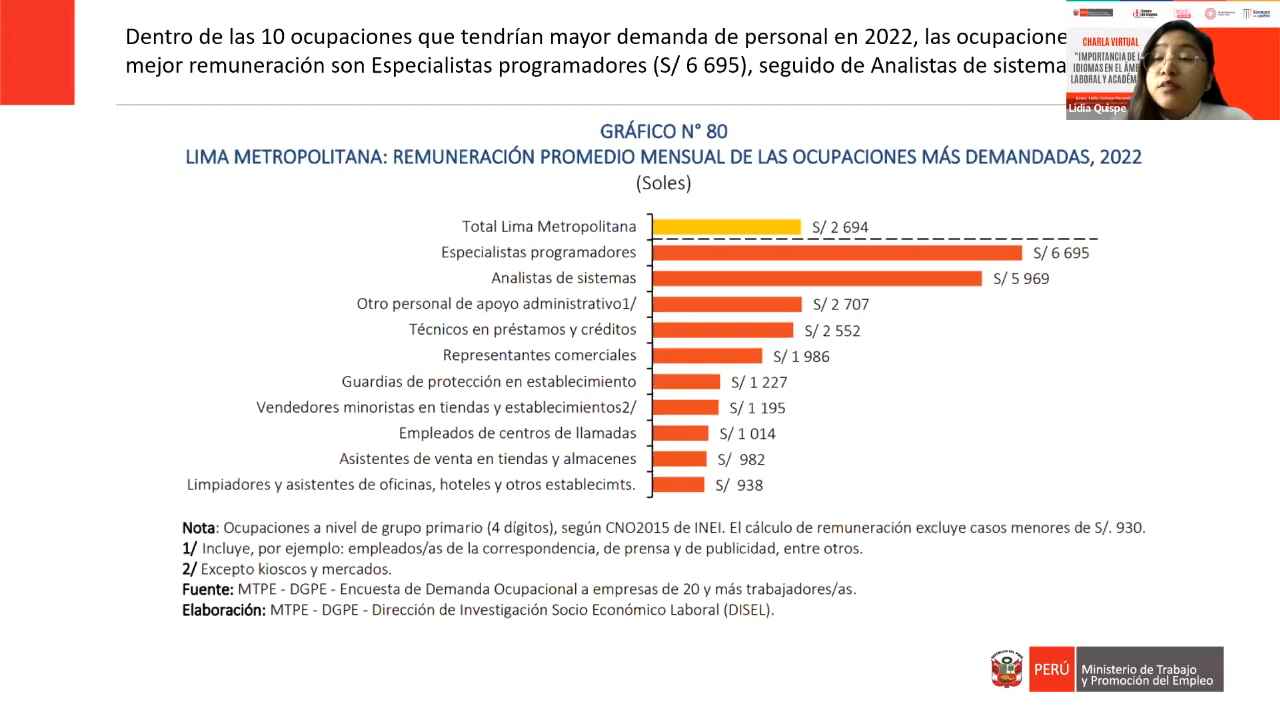 Dentro de las 10 ocupaciones que tendrían mayor demanda de personal en 2022, las ocupacione
mejor remuneración son Especialistas programadores (S/ 6 695), seguido de Analistas de sistema
CHARLA VIRTUAL
"IMPORTANCIA DE L
IDIOMAS EN EL ÁM
LABORAL Y ACADÉM
Lidia Quispe
GRÁFICO N° 80
LIMA METROPOLITANA: REMUNERACIÓN PROMEDIO MENSUAL DE LAS OCUPACIONES MÁS DEMANDADAS, 2022
(Soles)
Total Lima Metropolitana S/ 2 694
Especialistas programadores S/ 6 695
Analistas de sistemas S/ 5 969
Otro personal de apoyo administrativo1/ S/ 2 707
Técnicos en préstamos y créditos S/ 2 552
Representantes comerciales S/ 1 986
Guardias de protección en establecimiento S/ 1 227
Vendedores minoristas en tiendas y establecimientos2/ S/ 1 195
Empleados de centros de llamadas S/ 1 014
Asistentes de venta en tiendas y almacenes S/ 982
Limpiadores y asistentes de oficinas, hoteles y otros establecimts. S/ 938
Nota: Ocupaciones a nivel de grupo primario (4 dígitos), según CNO2015 de INEI. El cálculo de remuneración excluye casos menores de S/. 930.
1/ Incluye, por ejemplo: empleados/as de la correspondencia, de prensa y de publicidad, entre otros.
2/ Excepto kioscos y mercados.
Fuente: MTPE - DGPE - Encuesta de Demanda Ocupacional a empresas de 20 y más trabajadores/as.
Elaboración: MTPE - DGPE - Dirección de Investigación Socio Económico Laboral (DISEL).
PERÚ
Ministerio de Trabajo
y Promoción del Empleo